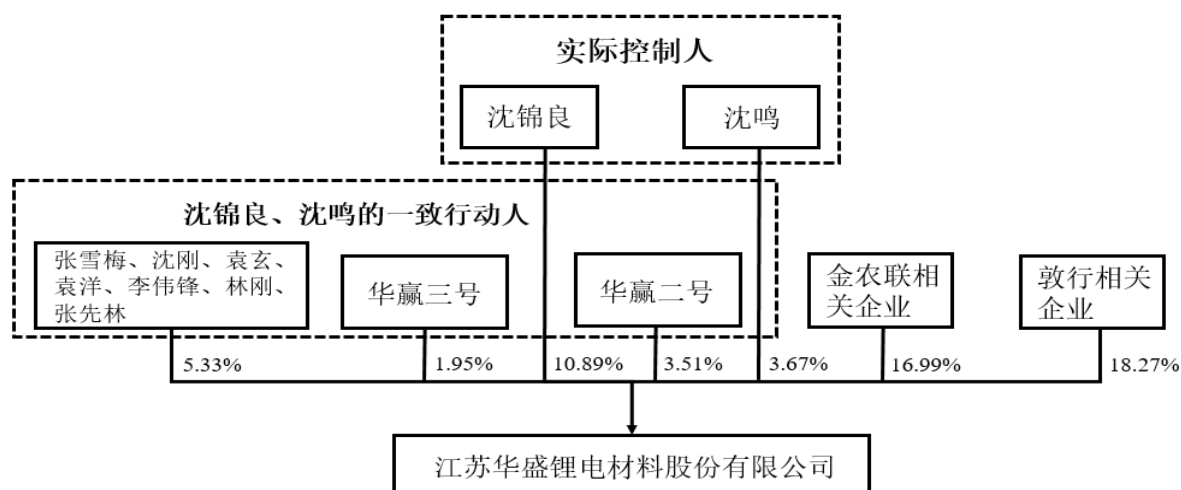 实际控制人
沈锦良
沈鸣
沈锦良、沈鸣的一致行动人
张雪梅、沈刚、袁玄、
袁洋、李伟锋、林刚、
张先林
华赢三号
华赢二号
金农联相
关企业
敦行相关
企业
5.33%
1.95%
10.89%
3.51%
3.67%
16.99%
18.27%
江苏华盛锂电材料股份有限公司